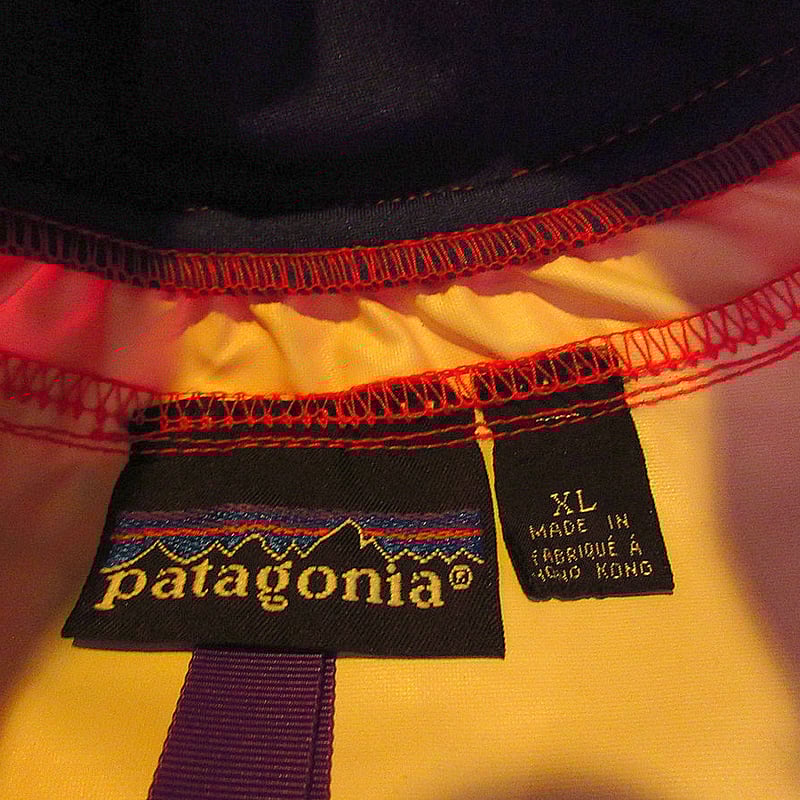 patagonia®
XL
MADE IN
FABRIQUÉ À
HONG KONG